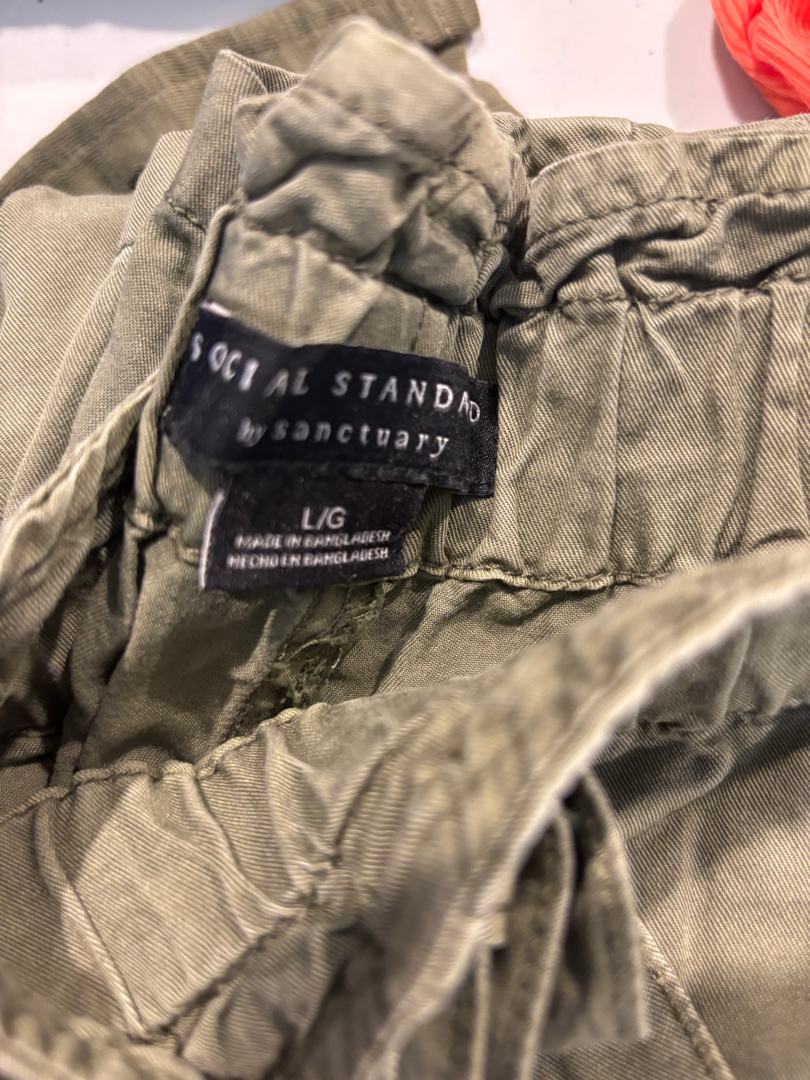 SOCIAL STANDARD
by sanctuary
L/G
MADE IN BANGLADESH
HECHO EN BANGLADESH